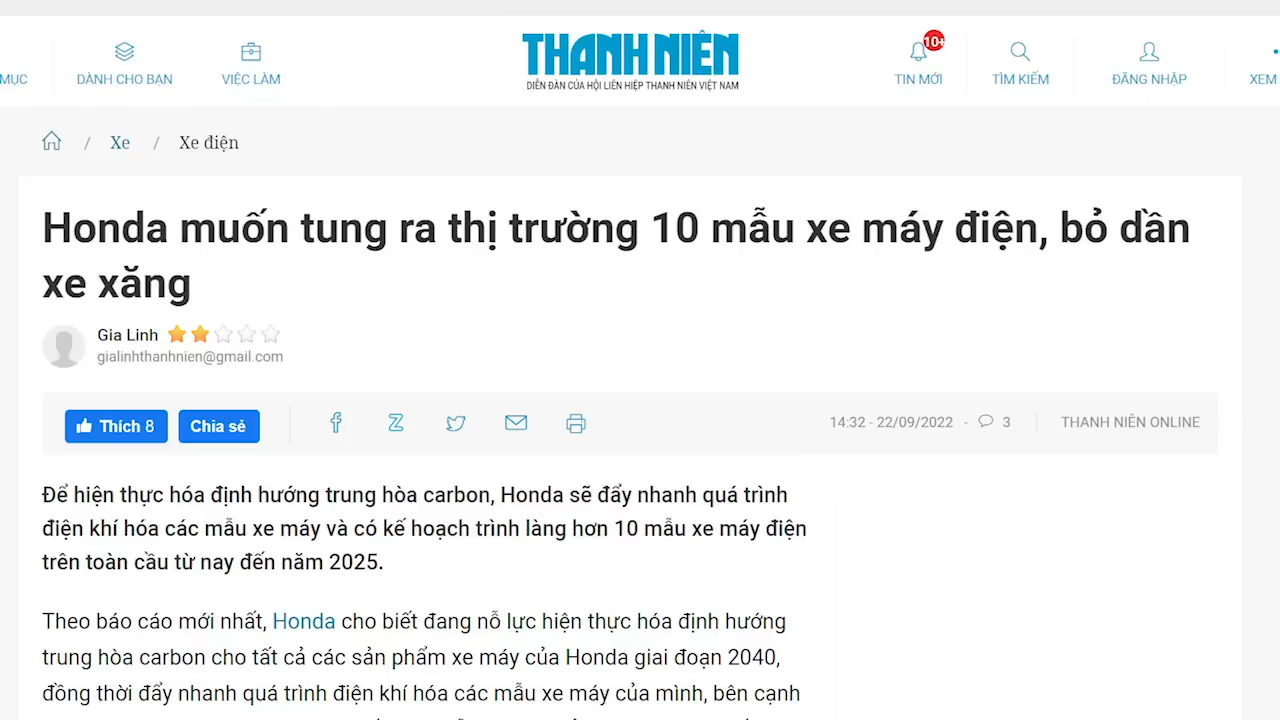 MỤC
DÀNH CHO BẠN
VIỆC LÀM
THANH NIÊN
DIỄN ĐÀN CỦA HỘI LIÊN HIỆP THANH NIÊN VIỆT NAM
10+
TIN MỚI
TÌM KIẾM
ĐĂNG NHẬP
XEM
/ Xe / Xe điện
Honda muốn tung ra thị trường 10 mẫu xe máy điện, bỏ dần
xe xăng
Gia Linh
gialinhthanhnien@gmail.com
Thích 8
Chia sẻ
14:32 - 22/09/2022 - 3
THANH NIÊN ONLINE
Để hiện thực hóa định hướng trung hòa carbon, Honda sẽ đẩy nhanh quá trình
điện khí hóa các mẫu xe máy và có kế hoạch trình làng hơn 10 mẫu xe máy điện
trên toàn cầu từ nay đến năm 2025.
Theo báo cáo mới nhất, Honda cho biết đang nỗ lực hiện thực hóa định hướng
trung hòa carbon cho tất cả các sản phẩm xe máy của Honda giai đoạn 2040,
đồng thời đẩy nhanh quá trình điện khí hóa các mẫu xe máy của mình, bên cạnh